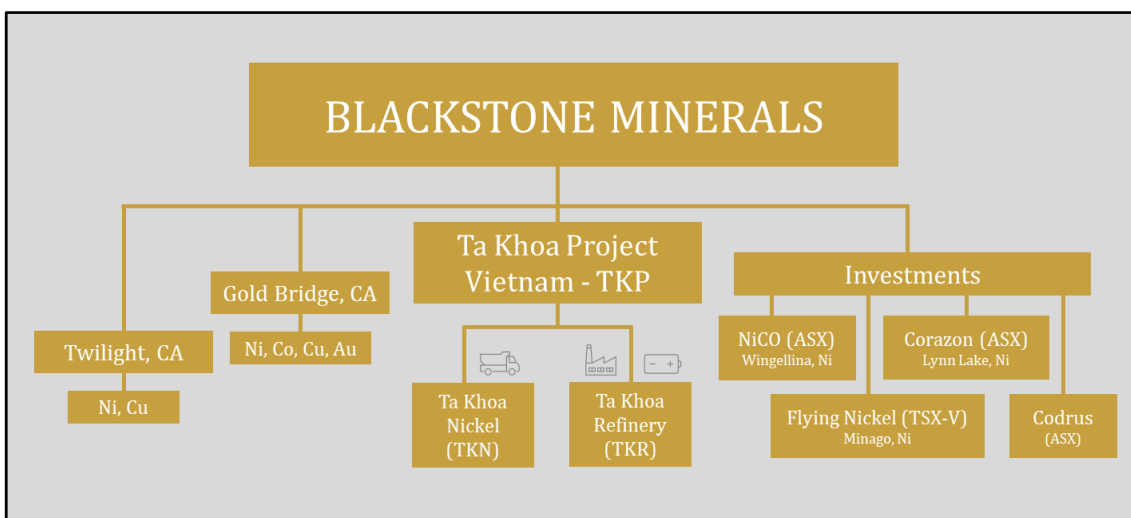 BLACKSTONE MINERALS
Twilight, CA
Ni, Cu
Gold Bridge, CA
Ni, Co, Cu, Au
Ta Khoa Project
Vietnam - TKP
Ta Khoa
Nickel
(TKN)
Ta Khoa
Refinery
(TKR)
Investments
NiCO (ASX)
Wingellina, Ni
Flying Nickel (TSX-V)
Minago, Ni
Corazon (ASX)
Lynn Lake, Ni
Codrus
(ASX)